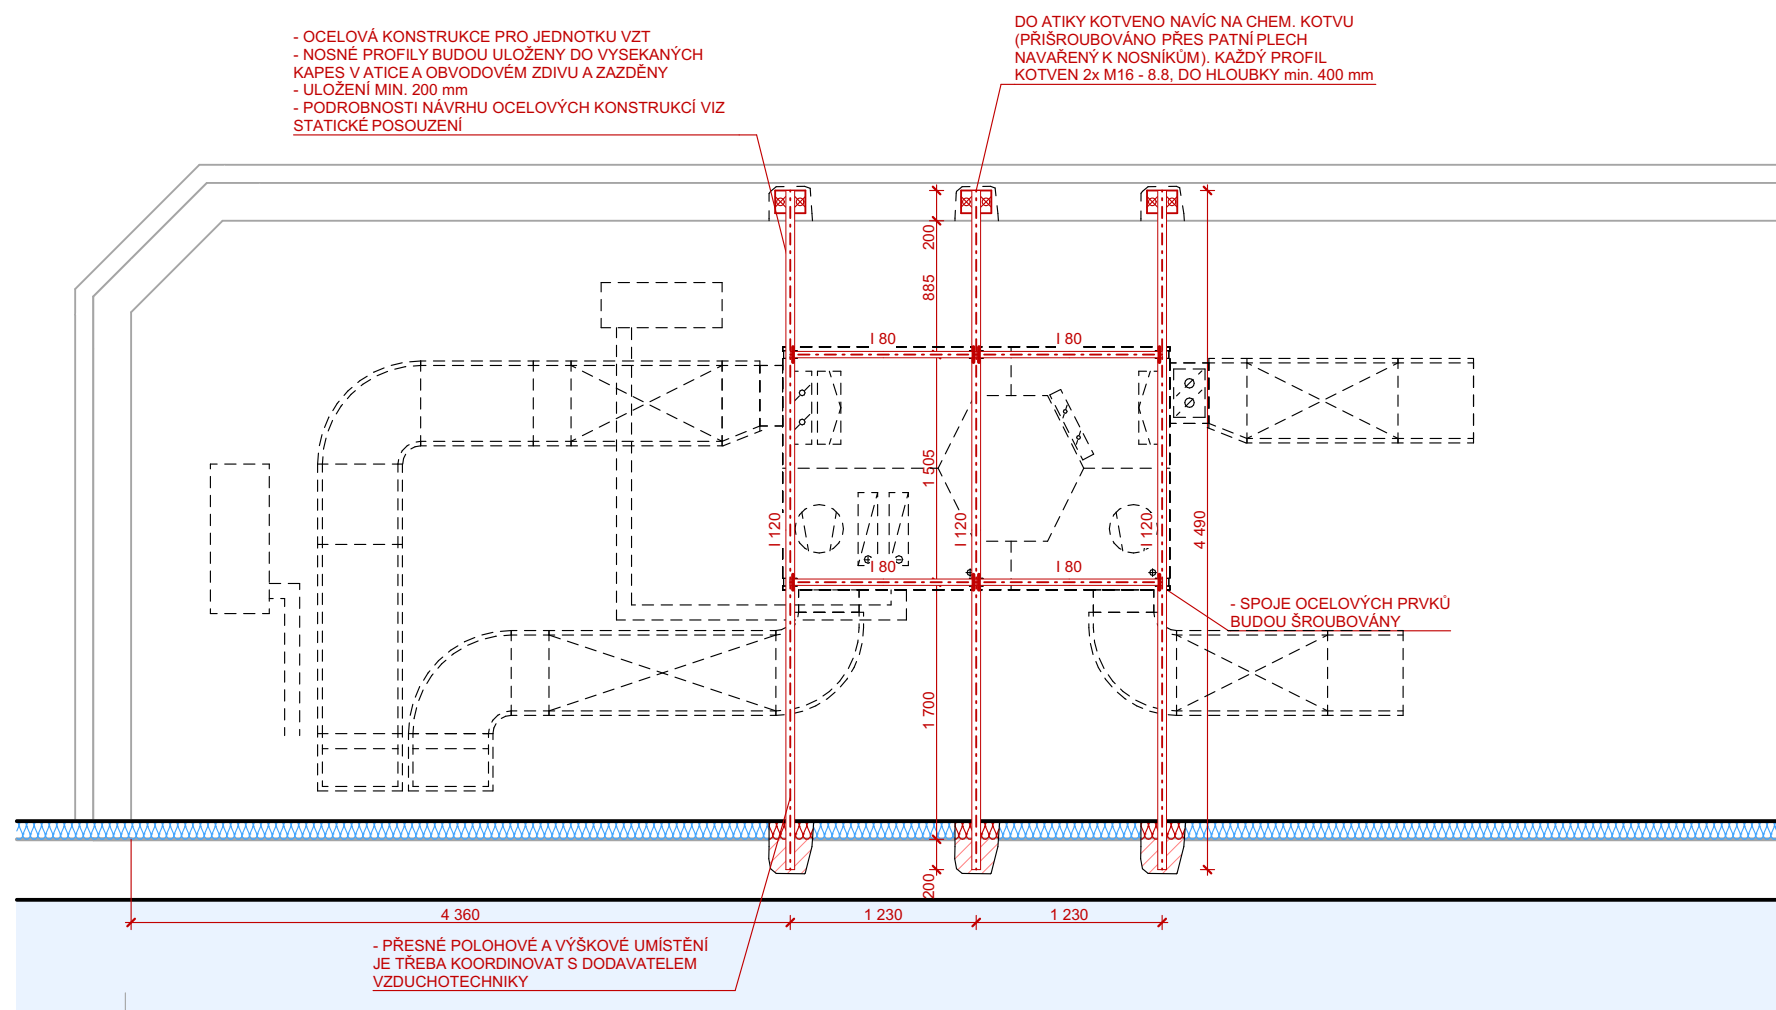 - OCELOVÁ KONSTRUKCE PRO JEDNOTKU VZT
- NOSNÉ PROFILY BUDOU ULOŽENY DO VYSEKANÝCH
KAPES V ATICE A OBVODOVÉM ZDIVU A ZAZDĚNY
- ULOŽENÍ MIN. 200 mm
- PODROBNOSTI NÁVRHU OCELOVÝCH KONSTRUKCÍ VIZ
STATICKÉ POSOUZENÍ
DO ATIKY KOTVENO NAVÍC NA CHEM. KOTVU
(PŘIŠROUBOVÁNO PŘES PATNÍ PLECH
NAVAŘENÝ K NOSNÍKŮM). KAŽDÝ PROFIL
KOTVEN 2x M16 - 8.8, DO HLOUBKY min. 400 mm
200
885
I 80
I 80
1 505
I 120
I 120
I 120
4 490
I 80
I 80
- SPOJE OCELOVÝCH PRVKŮ
BUDOU ŠROUBOVÁNY
1 700
200
4 360
1 230
1 230
- PŘESNÉ POLOHOVÉ A VÝŠKOVÉ UMÍSTĚNÍ
JE TŘEBA KOORDINOVAT S DODAVATELEM
VZDUCHOTECHNIKY